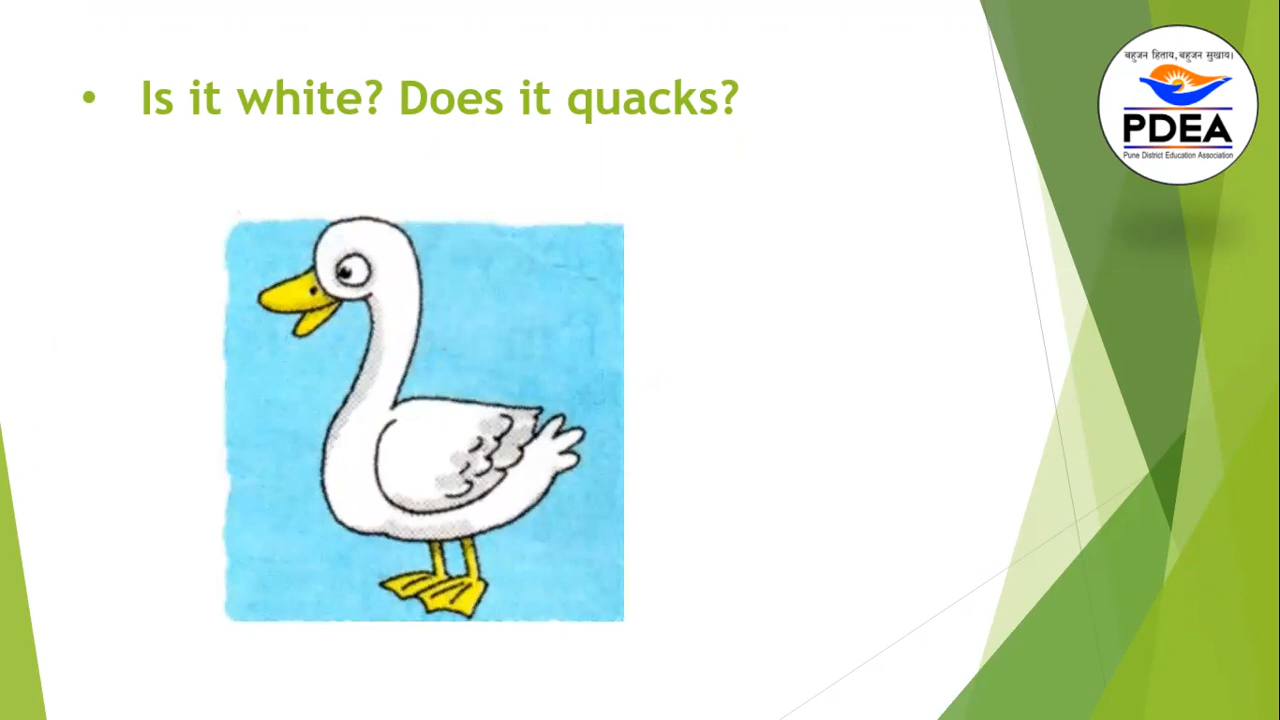 • Is it white? Does it quacks?
बहुजन हिताय, बहुजन सुखाय।
PDEA
Pune District Education Association